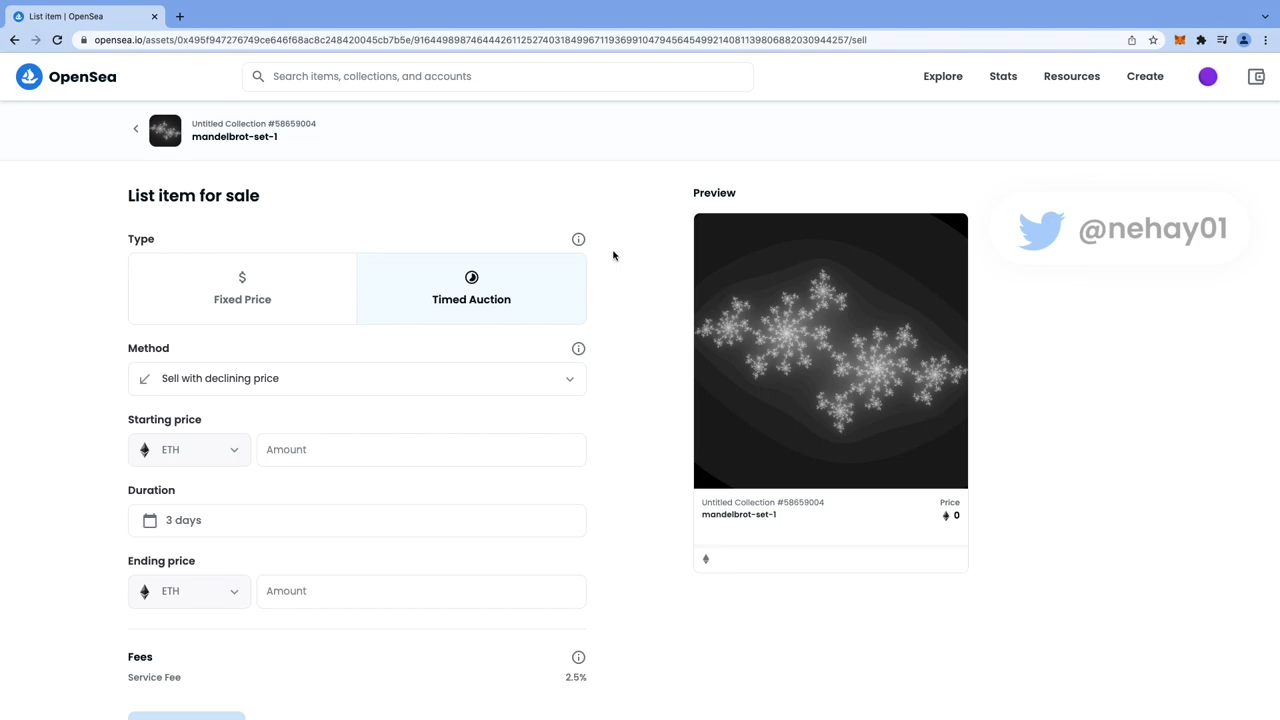 List item | OpenSea
opensea.io/assets/0x495f947276749ce646f68ac8c248420045cb7b5e/91644989874644426112527403184996711936991047945645499214081139806882030944257/sell
OpenSea
Search items, collections, and accounts
Explore
Stats
Resources
Create
Untitled Collection #58659004
mandelbrot-set-1
List item for sale
Type
$
Fixed Price
Timed Auction
Method
Sell with declining price
Starting price
ETH
Amount
Duration
3 days
Ending price
ETH
Amount
Fees
Service Fee
2.5%
Preview
Untitled Collection #58659004
Price
mandelbrot-set-1
0
@nehay01